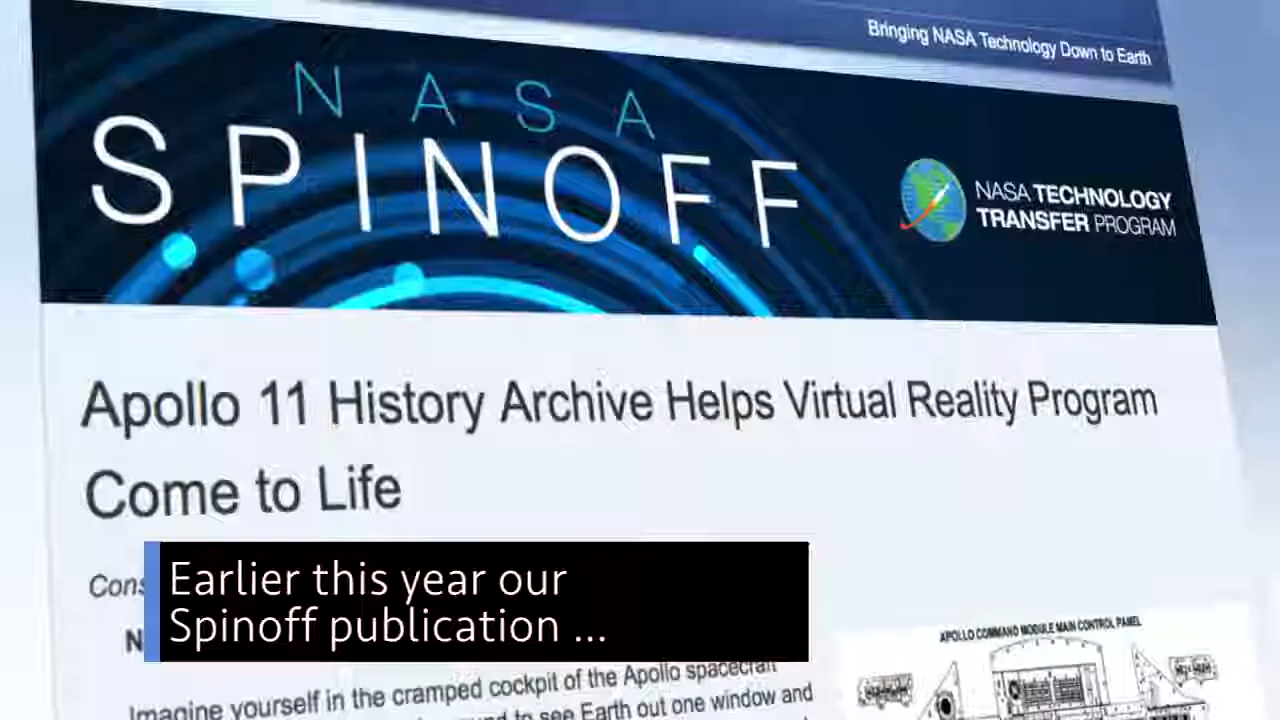 Bringing NASA Technology Down to Earth
NASA
SPINOFF
NASA TECHNOLOGY
TRANSFER PROGRAM
Apollo 11 History Archive Helps Virtual Reality Program
Come to Life
Earlier this year our
Spinoff publication ...
APOLLO COMMAND MODULE MAIN CONTROL PANEL
Imagine yourself in the cramped cockpit of the Apollo spacecraft
to see Earth out one window and